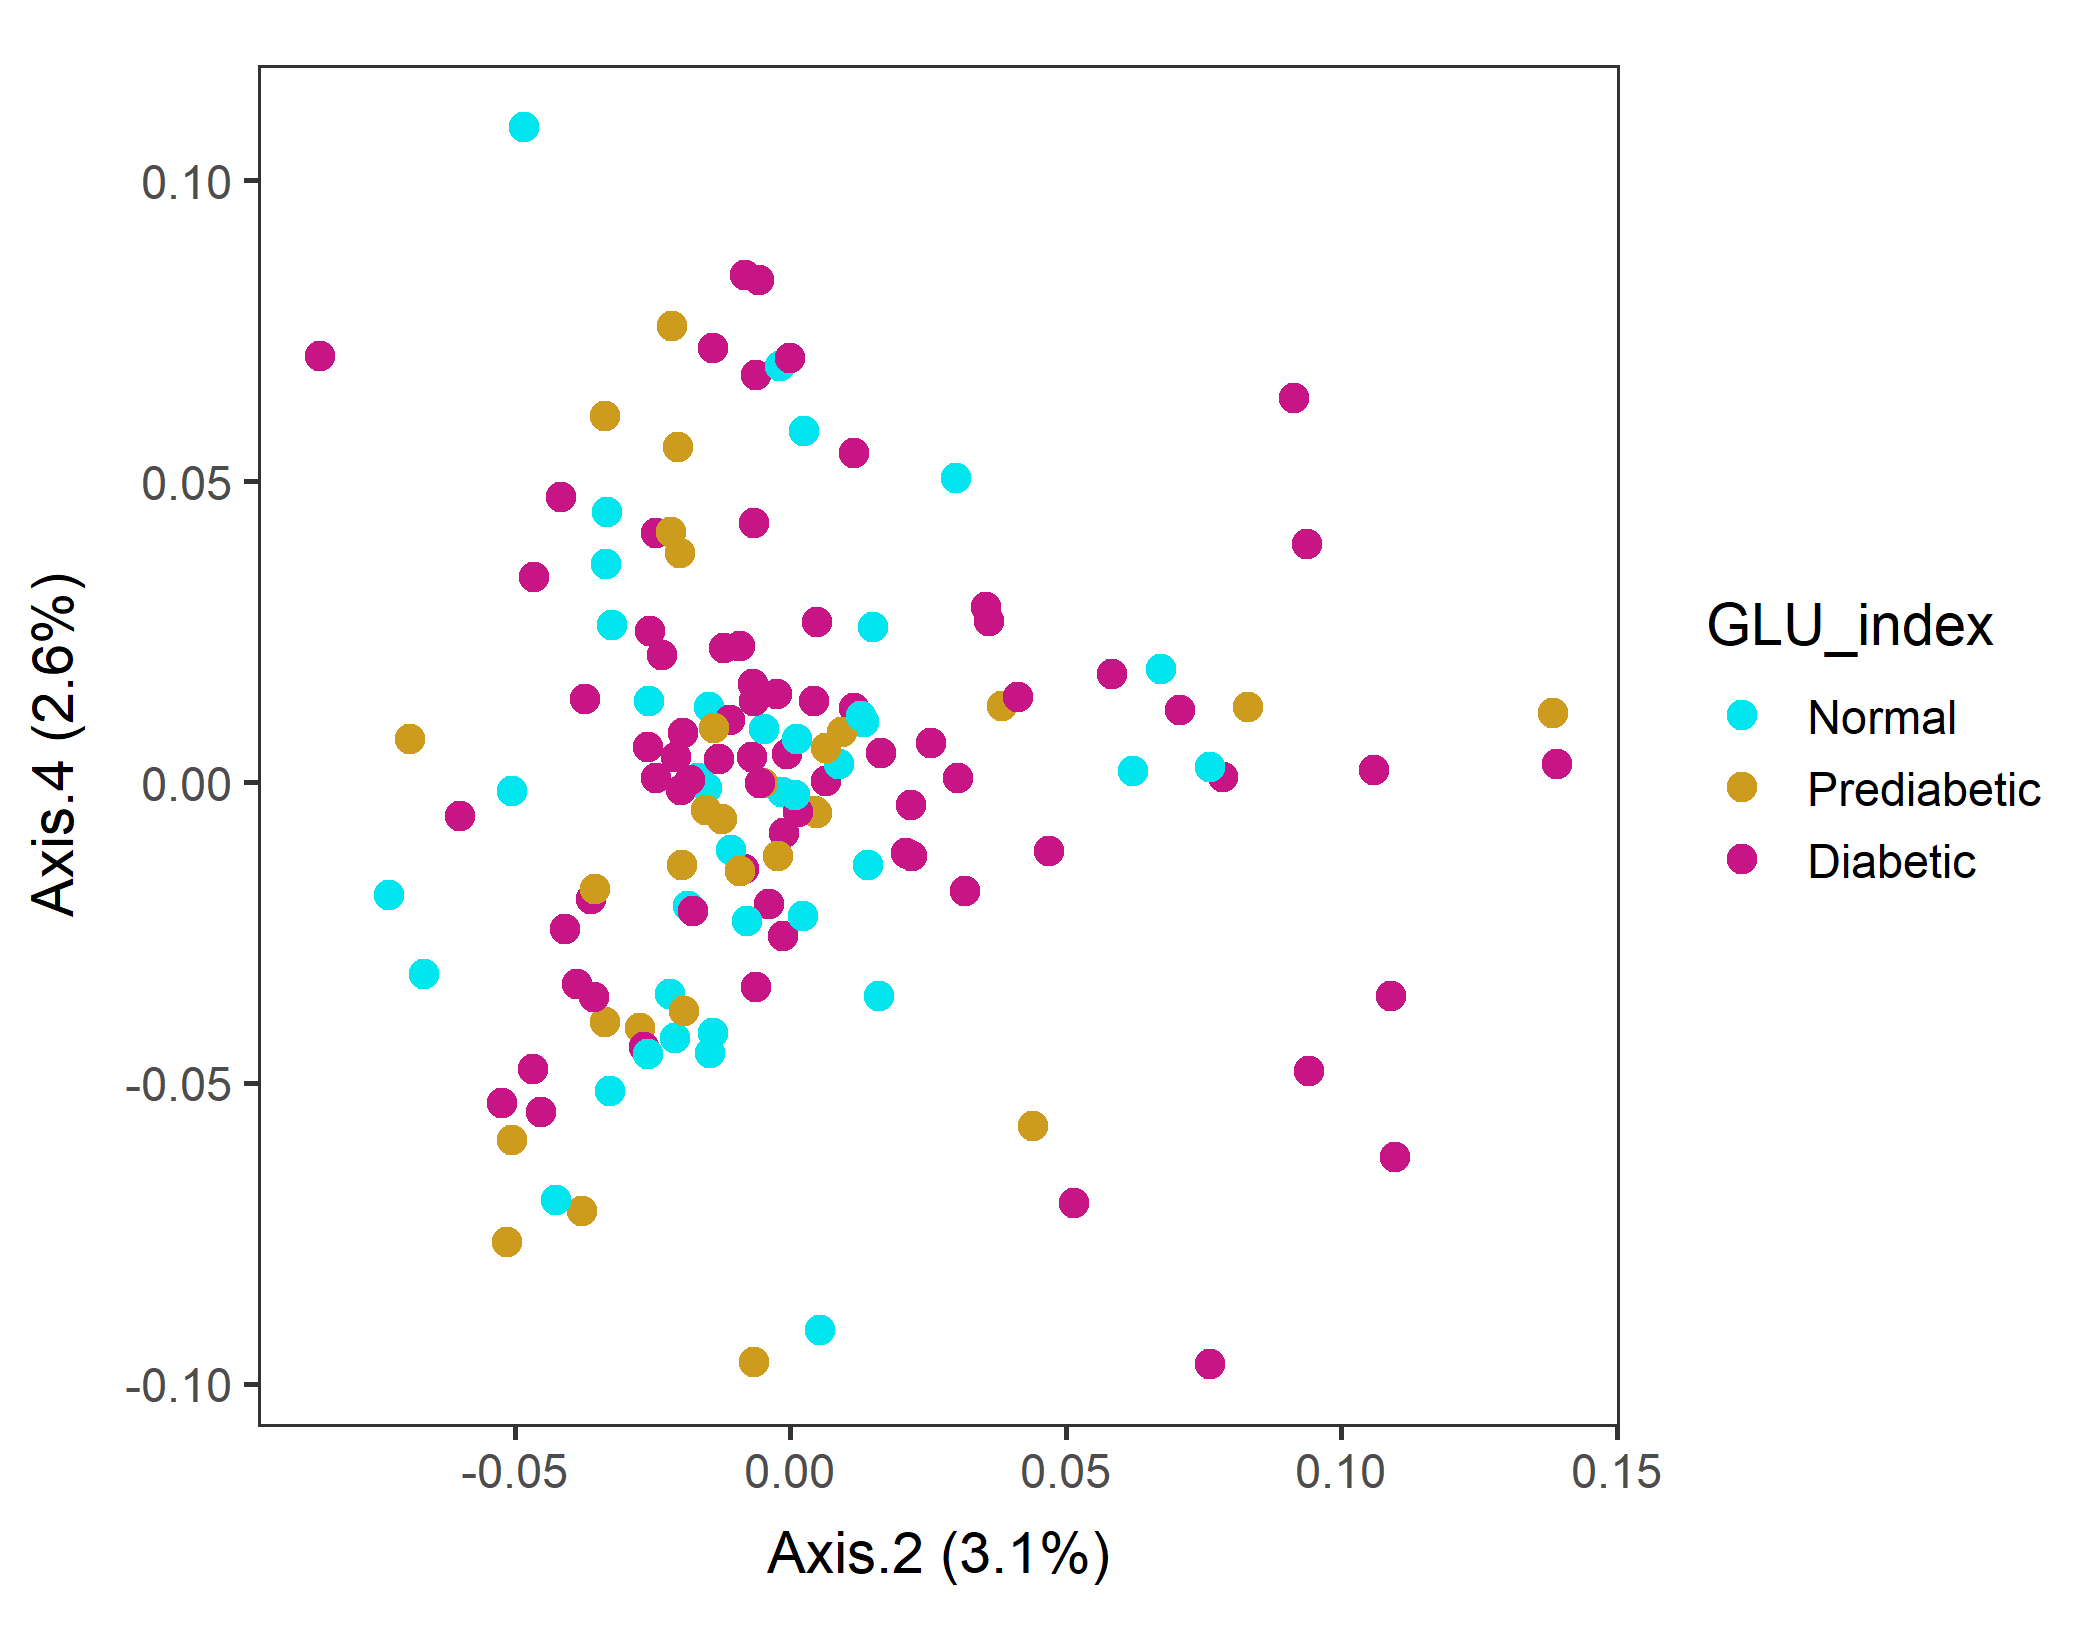 0.10
0.05
0.00
-0.05
-0.10
Axis.4 (2.6%)
-0.05 0.00 0.05 0.10 0.15
Axis.2 (3.1%)
GLU_index
Normal
Prediabetic
Diabetic